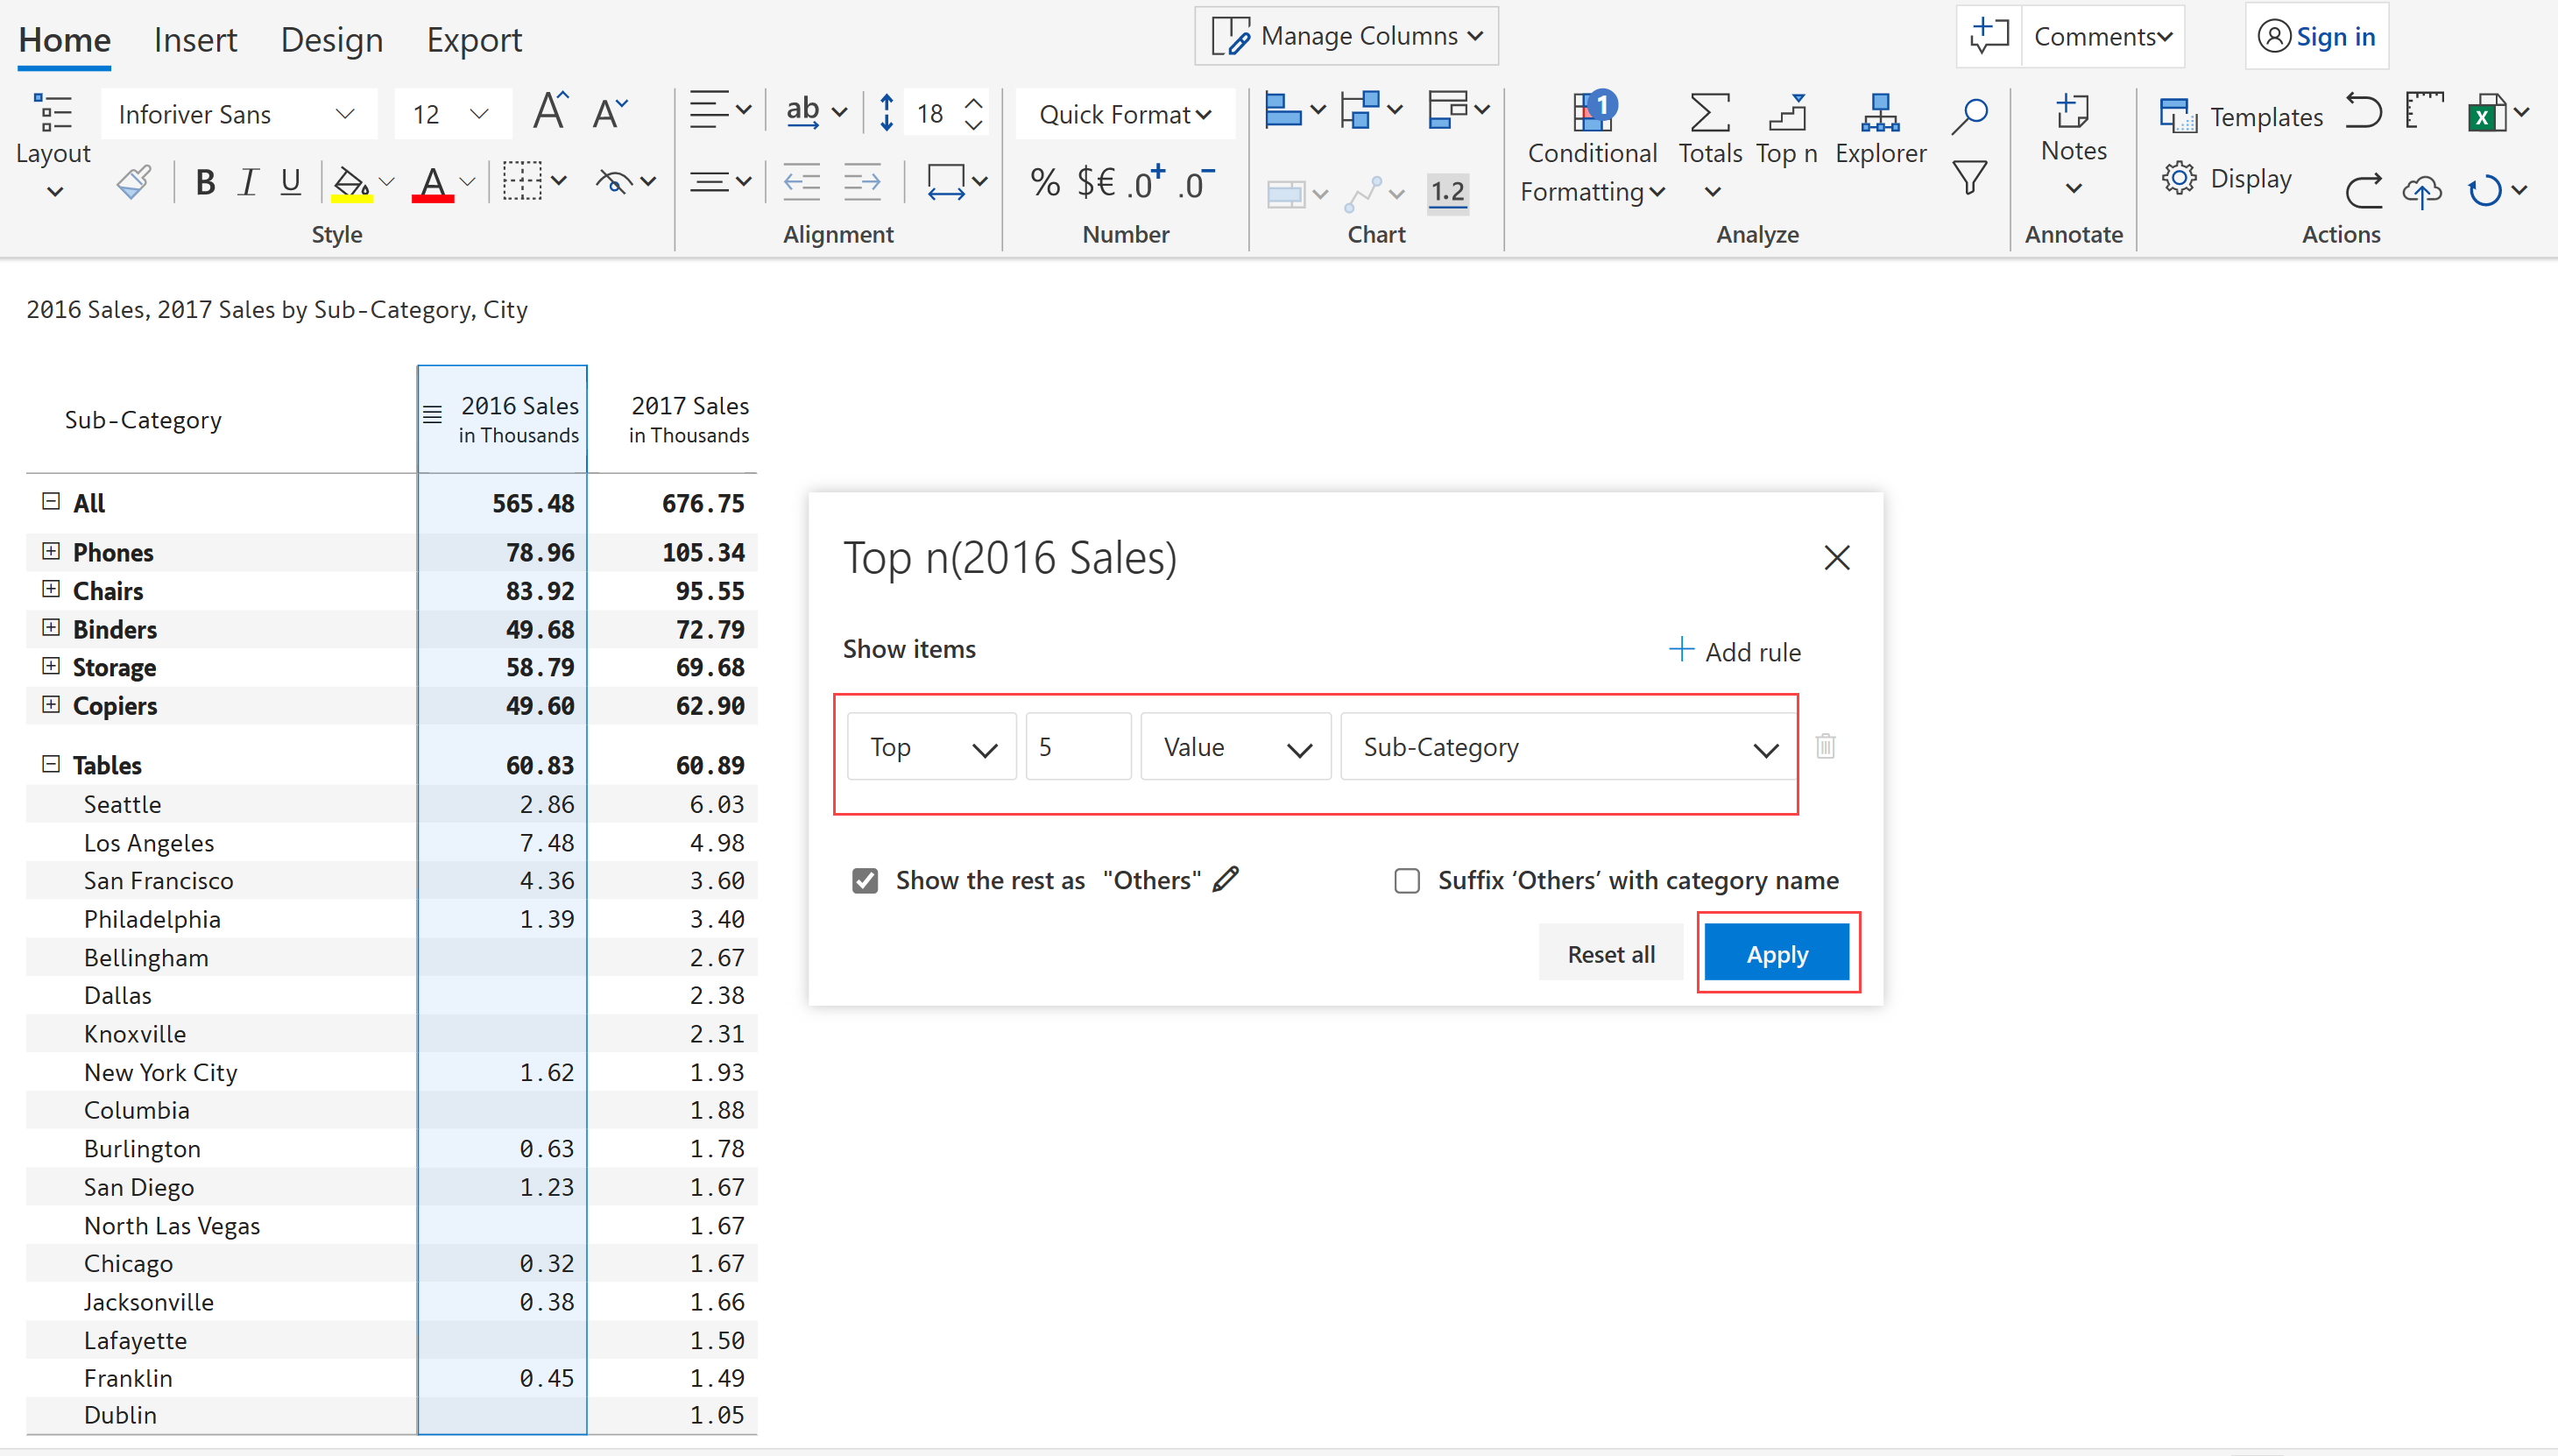 Home Insert Design Export Manage Columns Comments Sign in
Inforiver Sans 12 A A ab 18 Quick Format 1 Templates
Layout Conditional Totals Top n Explorer Notes
B I U A % $€ .0+ .0- 1.2 Formatting Display
Style Alignment Number Chart Analyze Annotate Actions
2016 Sales, 2017 Sales by Sub-Category, City
Sub-Category 2016 Sales 2017 Sales
in Thousands in Thousands
All 565.48 676.75
Phones 78.96 105.34
Chairs 83.92 95.55
Binders 49.68 72.79
Storage 58.79 69.68
Copiers 49.60 62.90
Tables 60.83 60.89
Seattle 2.86 6.03
Los Angeles 7.48 4.98
San Francisco 4.36 3.60
Philadelphia 1.39 3.40
Bellingham 2.67
Dallas 2.38
Knoxville 2.31
New York City 1.62 1.93
Columbia 1.88
Burlington 0.63 1.78
San Diego 1.23 1.67
North Las Vegas 1.67
Chicago 0.32 1.67
Jacksonville 0.38 1.66
Lafayette 1.50
Franklin 0.45 1.49
Dublin 1.05
Top n(2016 Sales)
Show items Add rule
Top 5 Value Sub-Category
Show the rest as "Others" Suffix ‘Others’ with category name
Reset all Apply